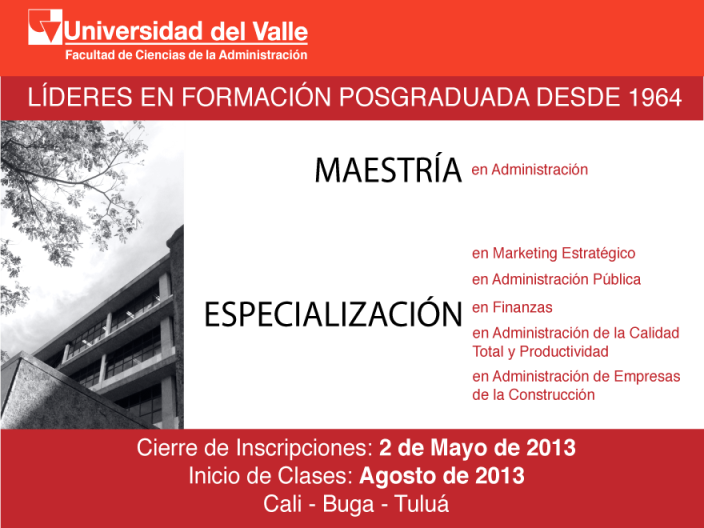 Universidad del Valle
Facultad de Ciencias de la Administración
LÍDERES EN FORMACIÓN POSGRADUADA DESDE 1964
MAESTRÍA en Administración
ESPECIALIZACIÓN
en Marketing Estratégico
en Administración Pública
en Finanzas
en Administración de la Calidad
Total y Productividad
en Administración de Empresas
de la Construcción
Cierre de Inscripciones: 2 de Mayo de 2013
Inicio de Clases: Agosto de 2013
Cali - Buga - Tuluá